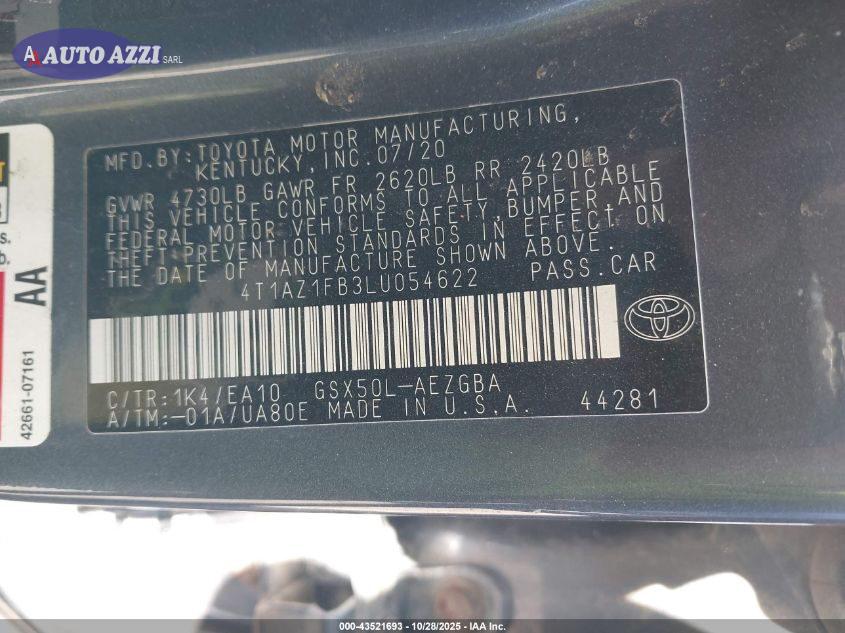 AUTO AZZI SARL
MFD. BY: TOYOTA MOTOR MANUFACTURING,
KENTUCKY, INC. 07/20
GVWR 4730LB GAWR FR 2620LB RR 2420LB
THIS VEHICLE CONFORMS TO ALL APPLICABLE
FEDERAL MOTOR VEHICLE SAFETY, BUMPER, AND
THEFT PREVENTION STANDARDS IN EFFECT ON
THE DATE OF MANUFACTURE SHOWN ABOVE.
4T1AZ1FB3LU054622 PASS. CAR
C/TR: 1K4/EA10 GSX50L-AEZGBA
A/TM: -01A/UA80E MADE IN U.S.A. 44281
TOYOTA
AA
42661-07161
000-43521693 - 10/28/2025 - IAA Inc.